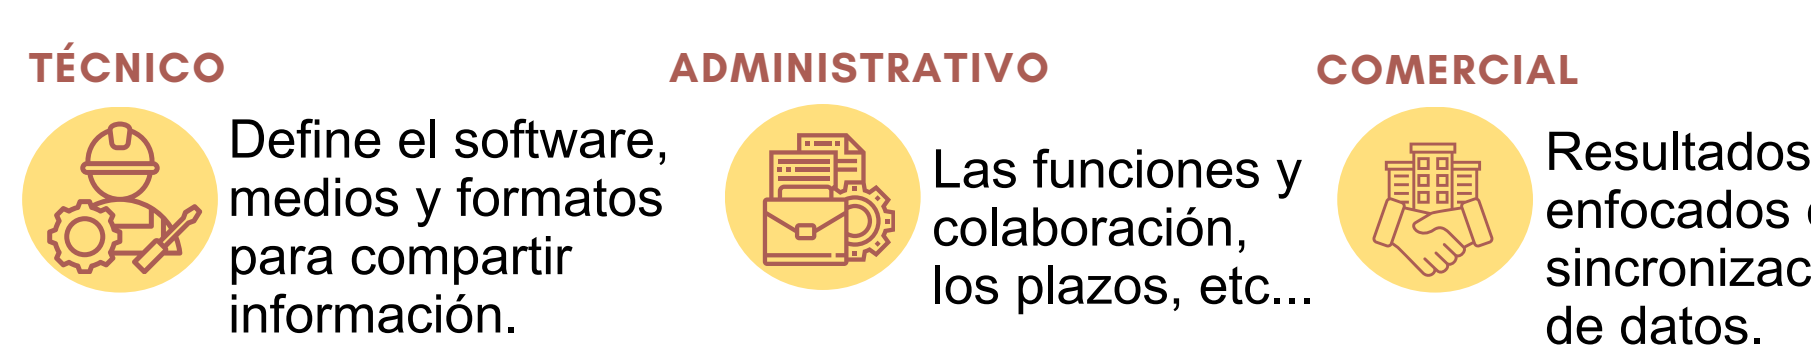 TÉCNICO
Define el software,
medios y formatos
para compartir
información.
ADMINISTRATIVO
Las funciones y
colaboración,
los plazos, etc...
COMERCIAL
Resultados
enfocados
de datos.